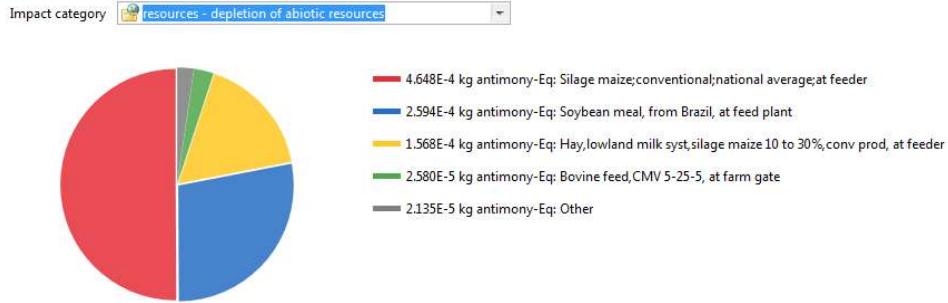 Impact category resources - depletion of abiotic resources
4.648E-4 kg antimony-Eq: Silage maize;conventional;national average;at feeder
2.594E-4 kg antimony-Eq: Soybean meal, from Brazil, at feed plant
1.568E-4 kg antimony-Eq: Hay,lowland milk syst,silage maize 10 to 30%,conv prod, at feeder
2.580E-5 kg antimony-Eq: Bovine feed,CMV 5-25-5, at farm gate
2.135E-5 kg antimony-Eq: Other